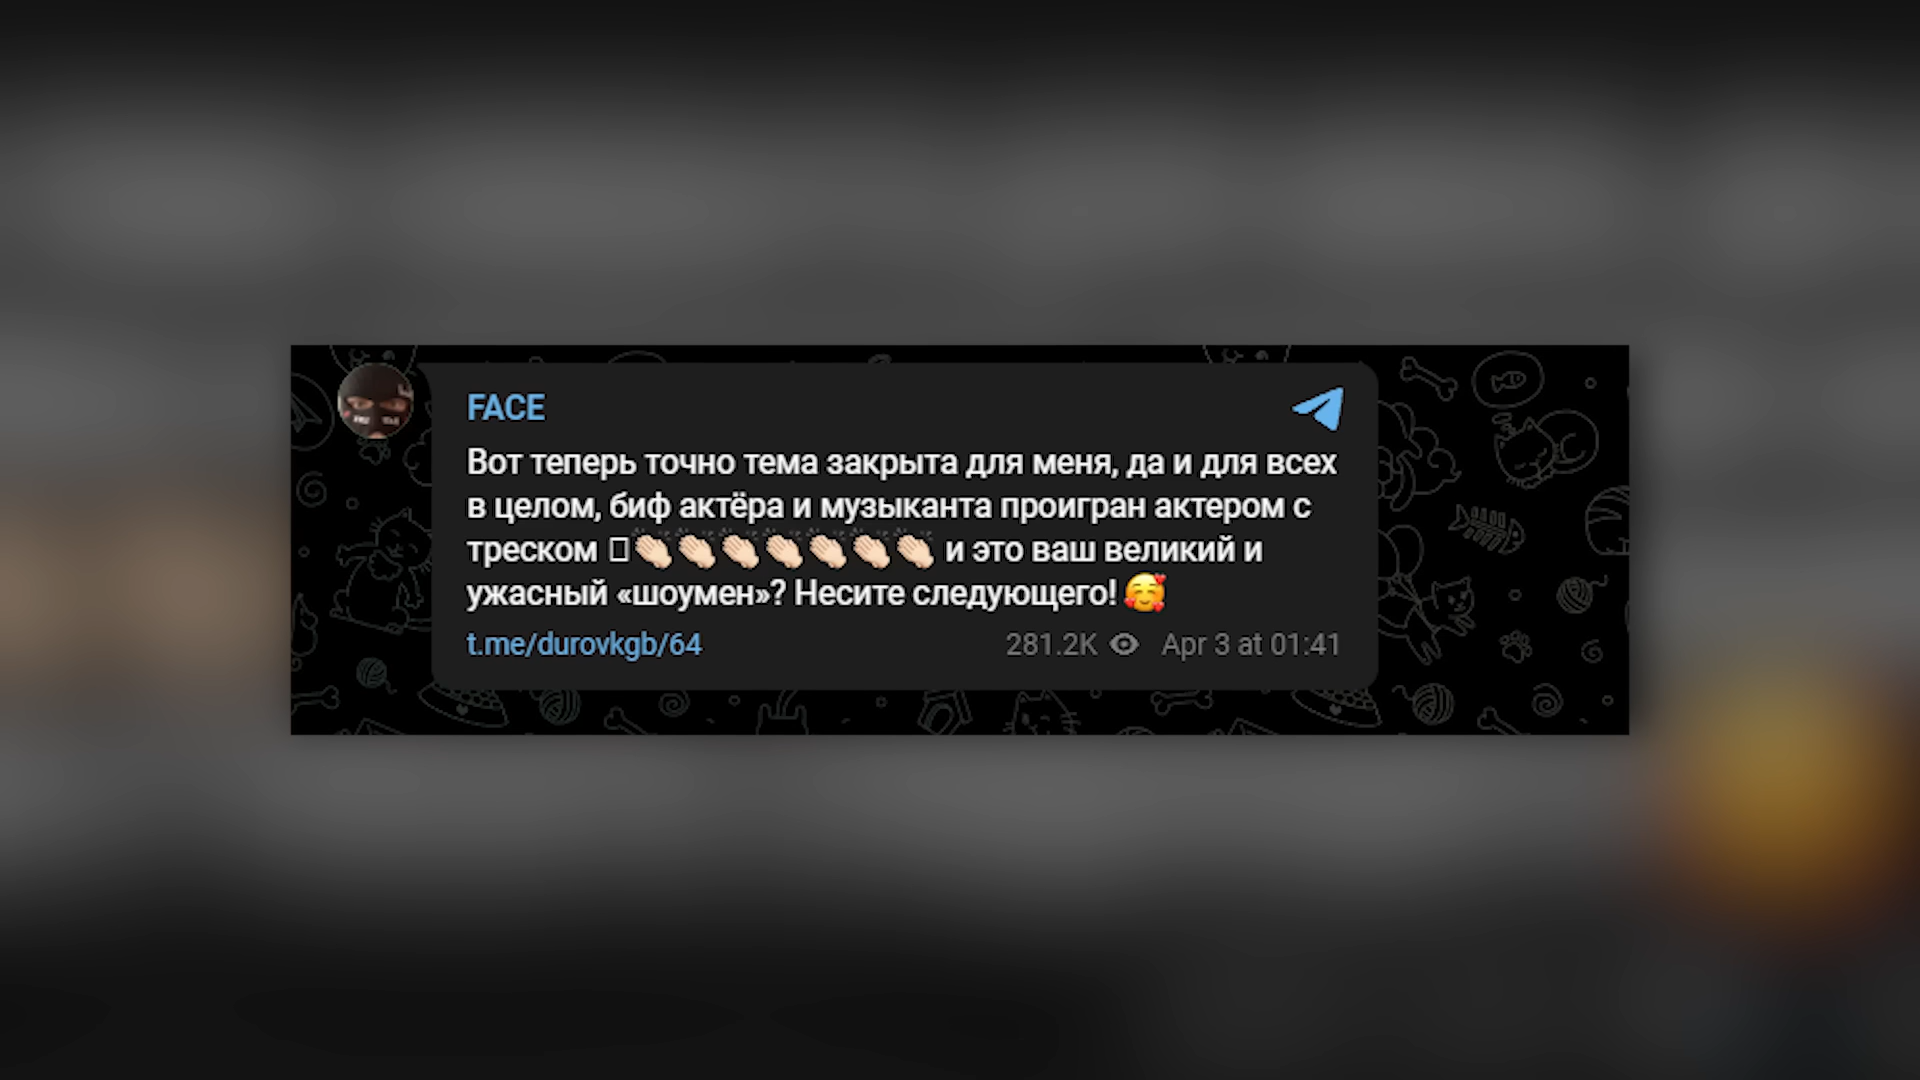 FACE
Вот теперь точно тема закрыта для меня, да и для всех
в целом, биф актёра и музыканта проигран актером с
треском 👏🏻👏🏻👏🏻👏🏻👏🏻👏🏻👏🏻 и это ваш великий и
ужасный «шоумен»? Несите следующего! 🥰
t.me/durovkgb/64 281.2K Apr 3 at 01:41